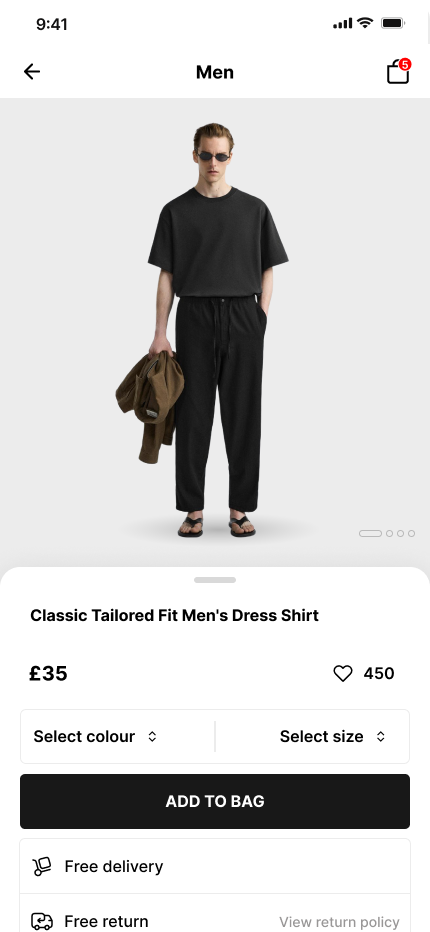 9:41
Men
5
Classic Tailored Fit Men's Dress Shirt
£35
450
Select colour
Select size
ADD TO BAG
Free delivery
Free return
View return policy